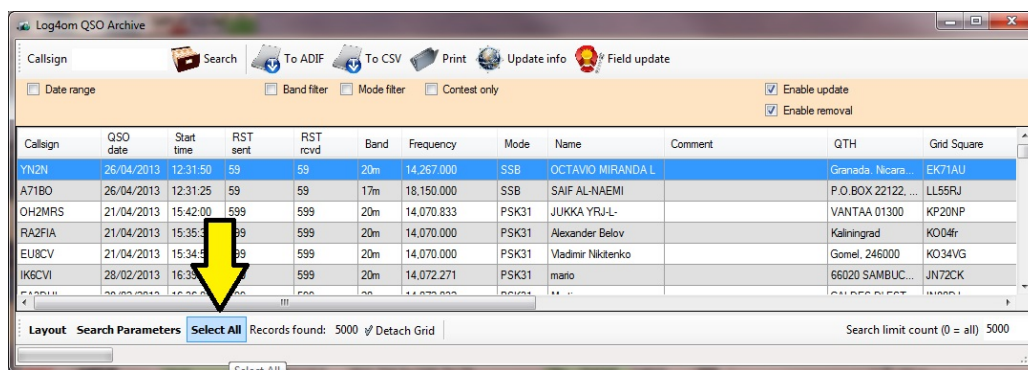 Log4om QSO Archive
Callsign Search To ADIF To CSV Print Update info Field update
Date range Band filter Mode filter Contest only Enable update
Enable removal
Callsign QSO date Start time RST sent RST rcvd Band Frequency Mode Name Comment QTH Grid Square
YN2N 26/04/2013 12:31:50 59 59 20m 14,267.000 SSB OCTAVIO MIRANDA L Granada. Nicara... EK71AU
A71BO 26/04/2013 12:31:25 59 59 17m 18,150.000 SSB SAIF AL-NAEMI P.O.BOX 22122, ... LL55RJ
OH2MRS 21/04/2013 15:42:00 599 599 20m 14,070.833 PSK31 JUKKA YRJ-L- VANTAA 01300 KP20NP
RA2FIA 21/04/2013 15:35:3 599 599 20m 14,070.000 PSK31 Alexander Belov Kaliningrad KO04fr
EU8CV 21/04/2013 15:34:5 599 20m 14,070.000 PSK31 Vladimir Nikitenko Gomel, 246000 KO34VG
IK6CVI 28/02/2013 16:39 599 20m 14,072.271 PSK31 mario 66020 SAMBUC... JN72CK
Layout Search Parameters Select All Records found: 5000 Detach Grid Search limit count (0 = all) 5000
Select All